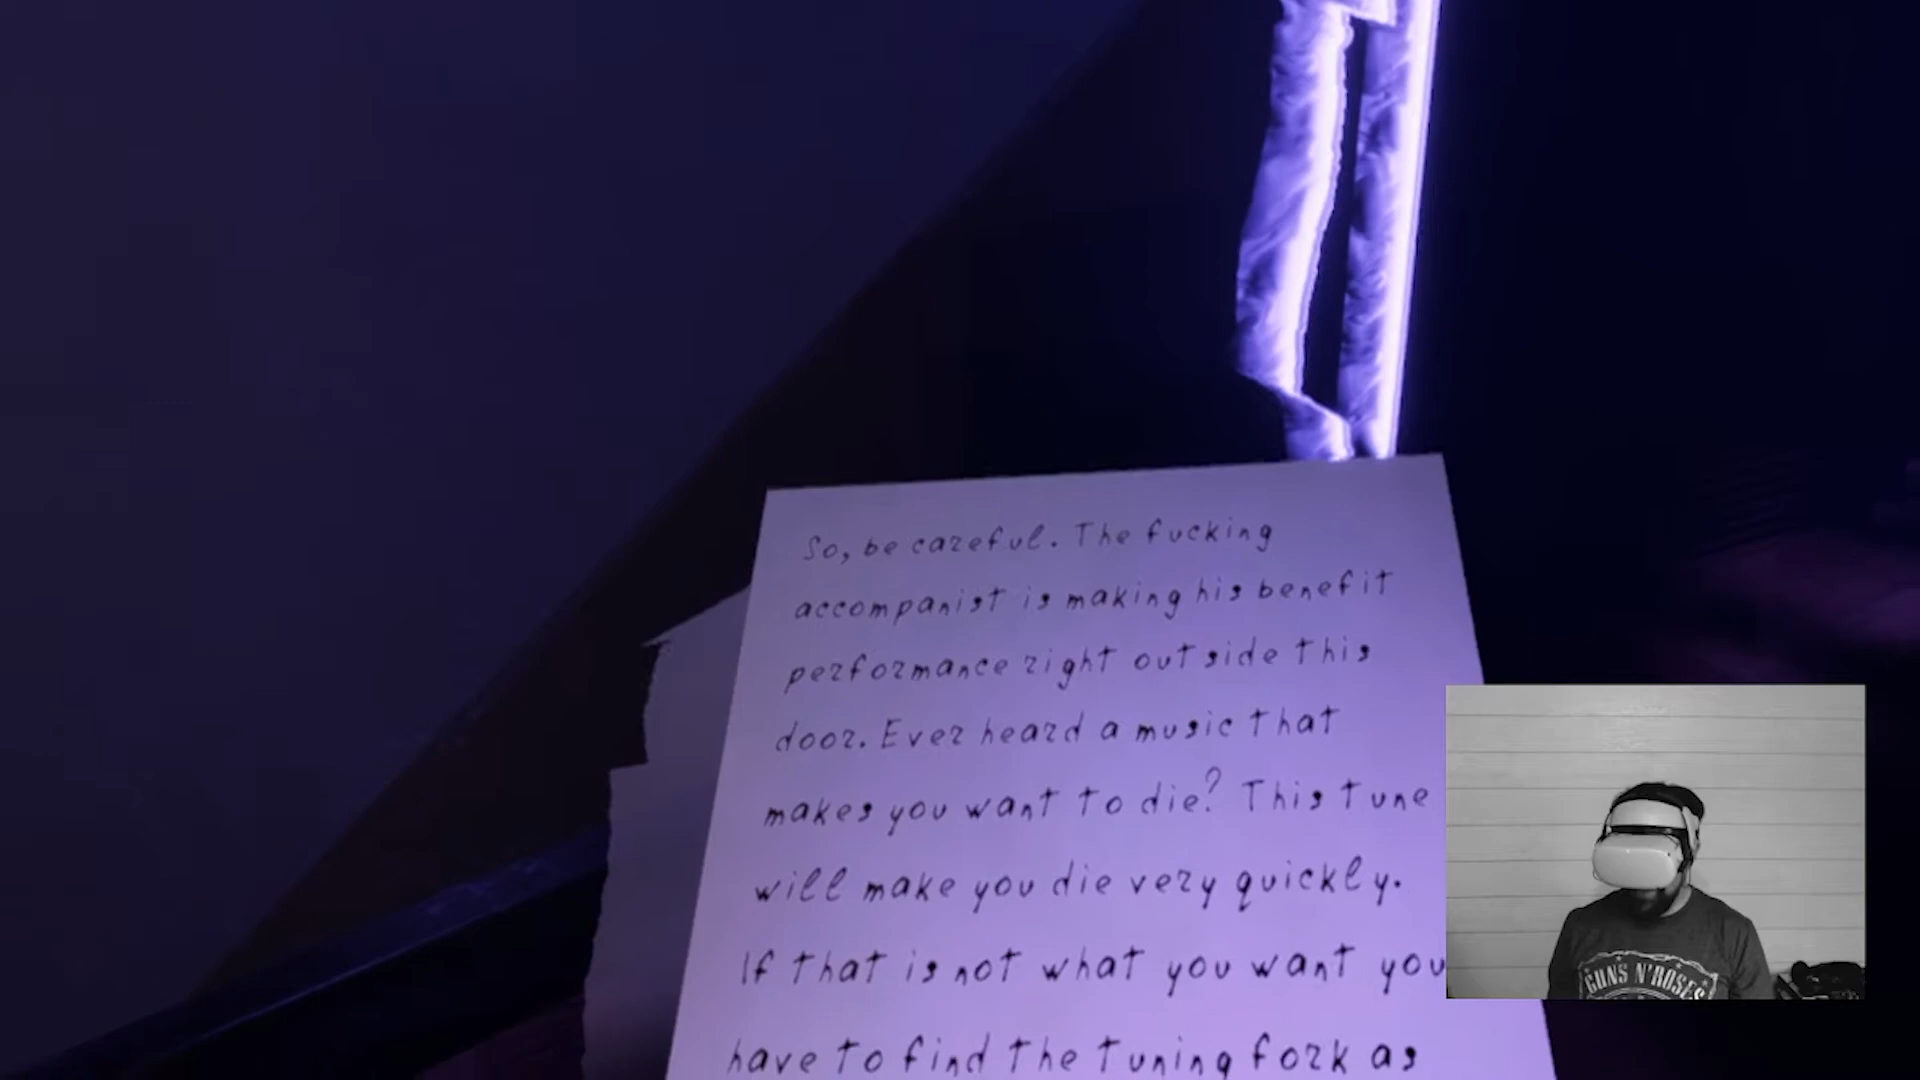 So, be careful. The fucking
accompanist is making his benefit
performance right outside this
door. Ever heard a music that
makes you want to die? This tune
will make you die very quickly.
If that is not what you want you
have to find the tuning fork as
GUNS N' ROSES